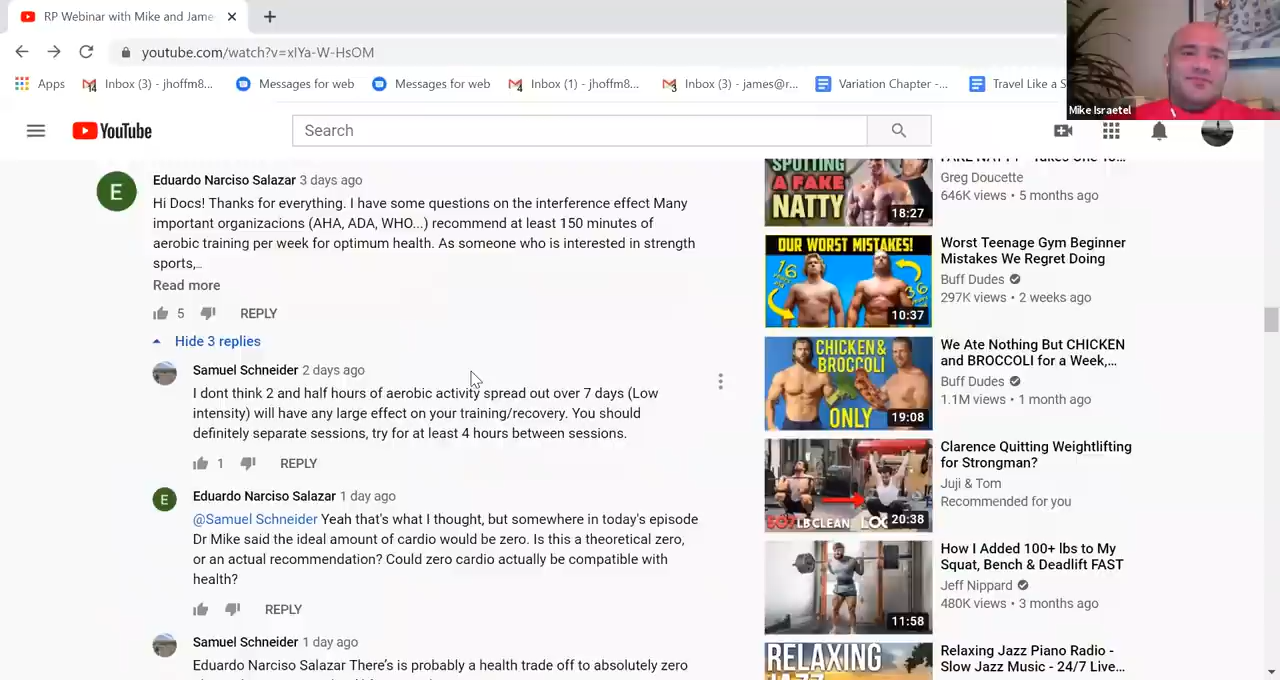 RP Webinar with Mike and Jame
youtube.com/watch?v=xIYa-W-HsOM
Apps
Inbox (3) - jhoffm8...
Messages for web
Messages for web
Inbox (1) - jhoffm8...
Inbox (3) - james@r...
Variation Chapter -...
Travel Like a S
Mike Israetel
YouTube
Search
Eduardo Narciso Salazar 3 days ago
Hi Dors! Thanks for everything. I have some questions on the interference effect Many
important organizacions (AHA, ADA, WHO...) recommend at least 150 minutes of
aerobic training per week for optimum health. As someone who is interested in strength
sports,...
Read more
5 REPLY
Hide 3 replies
Samuel Schneider 2 days ago
I dont think 2 and half hours of aerobic activity spread out over 7 days (Low
intensity) will have any large effect on your training/recovery. You should
definitely separate sessions, try for at least 4 hours between sessions.
1 REPLY
E
Eduardo Narciso Salazar 1 day ago
@Samuel Schneider Yeah that's what I thought, but somewhere in today's episode
Dr Mike said the ideal amount of cardio would be zero. Is this a theoretical zero,
or an actual recommendation? Could zero cardio actually be compatible with
health?
REPLY
Samuel Schneider 1 day ago
Eduardo Narciso Salazar There's is probably a health trade off to absolutely zero
E
SPOTTING
A FAKE
NATTY
18:27
Greg Doucette
646K views • 5 months ago
OUR WORST MISTAKES!
16
36
10:37
Worst Teenage Gym Beginner
Mistakes We Regret Doing
Buff Dudes
297K views • 2 weeks ago
CHICKEN &
BROCCOLI
ONLY
19:08
We Ate Nothing But CHICKEN
and BROCCOLI for a Week,...
Buff Dudes
1.1M views • 1 month ago
20:38
Clarence Quitting Weightlifting
for Strongman?
Juji & Tom
Recommended for you
11:58
How I Added 100+ lbs to My
Squat, Bench & Deadlift FAST
Jeff Nippard
480K views • 3 months ago
RELAXING
JAZZ
Relaxing Jazz Piano Radio -
Slow Jazz Music - 24/7 Live...